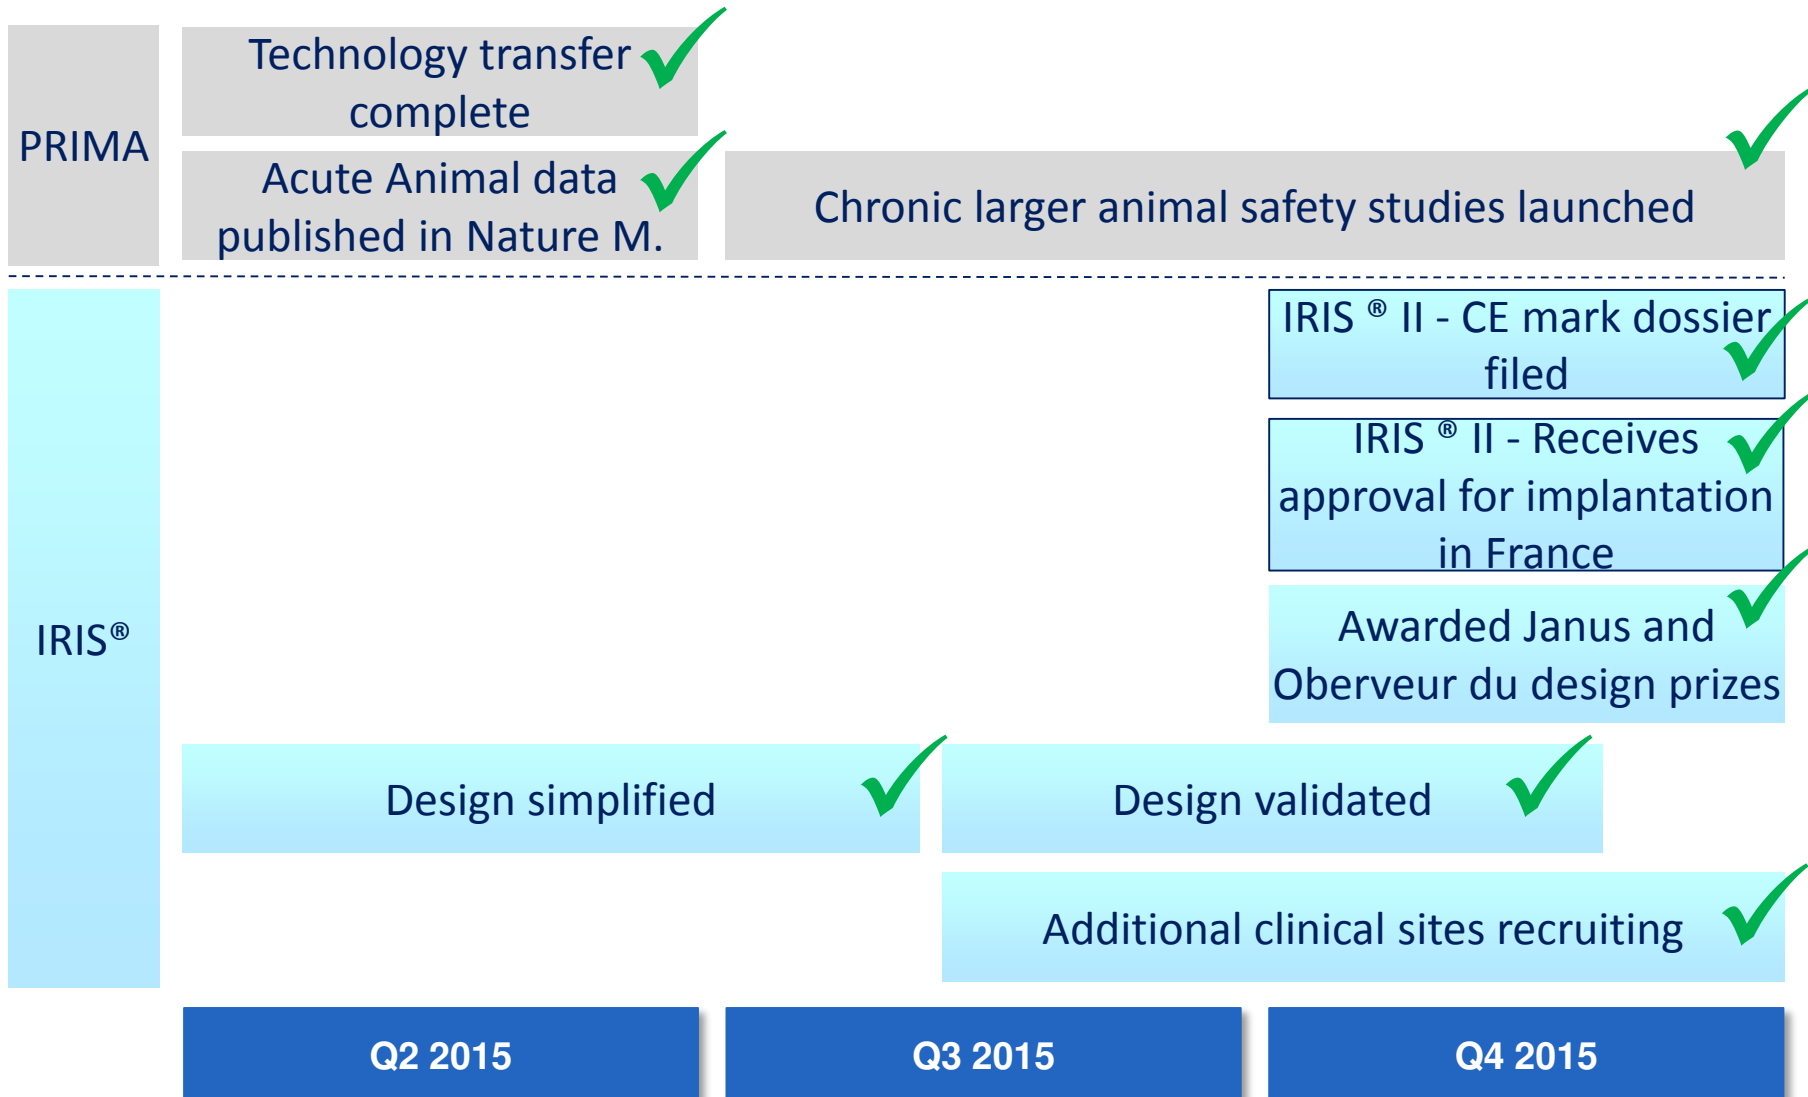 PRIMA
Technology transfer
complete
Acute Animal data
published in Nature M.
Chronic larger animal safety studies launched
IRIS®
IRIS ® II - CE mark dossier
filed
IRIS ® II - Receives
approval for implantation
in France
Awarded Janus and
Oberveur du design prizes
Design simplified
Design validated
Additional clinical sites recruiting
Q2 2015
Q3 2015
Q4 2015